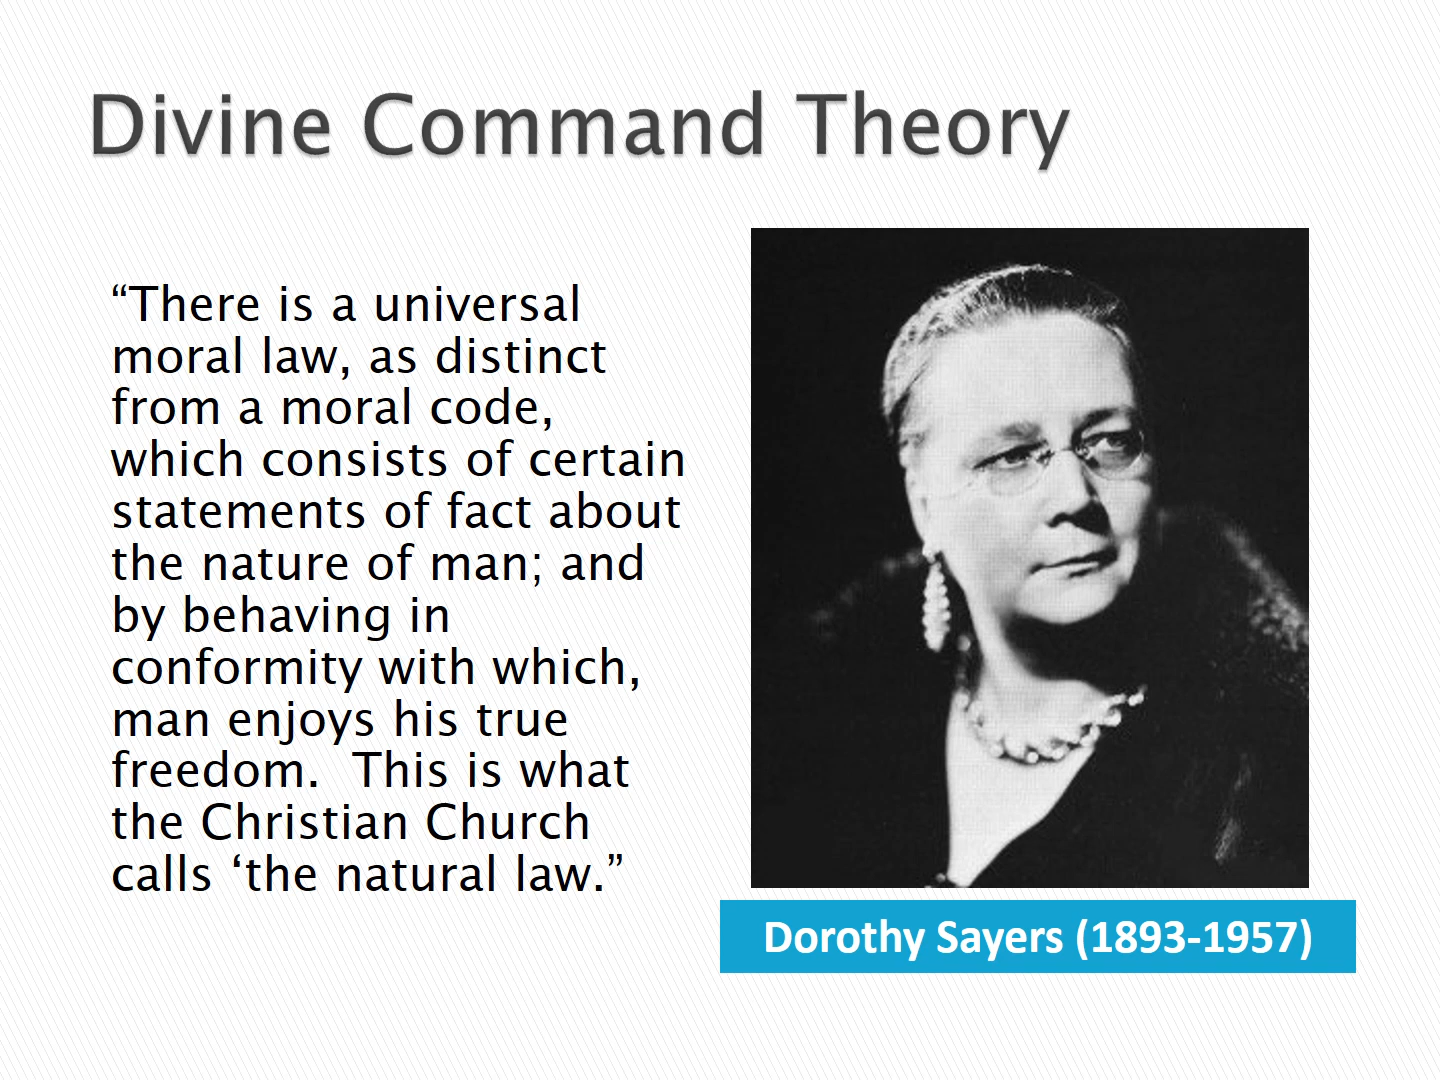 Divine Command Theory
“There is a universal
moral law, as distinct
from a moral code,
which consists of certain
statements of fact about
the nature of man; and
by behaving in
conformity with which,
man enjoys his true
freedom.  This is what
the Christian Church
calls ‘the natural law.”
Dorothy Sayers (1893-1957)